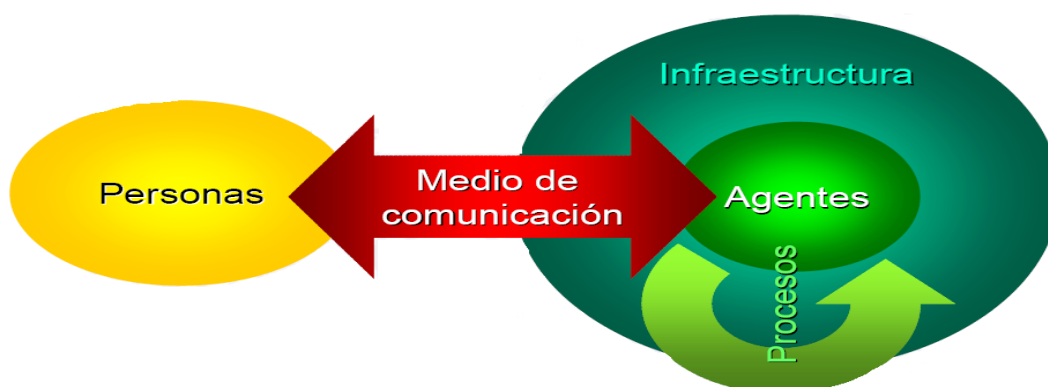 Infraestructura
Personas
Medio de
comunicación
Agentes
Procesos